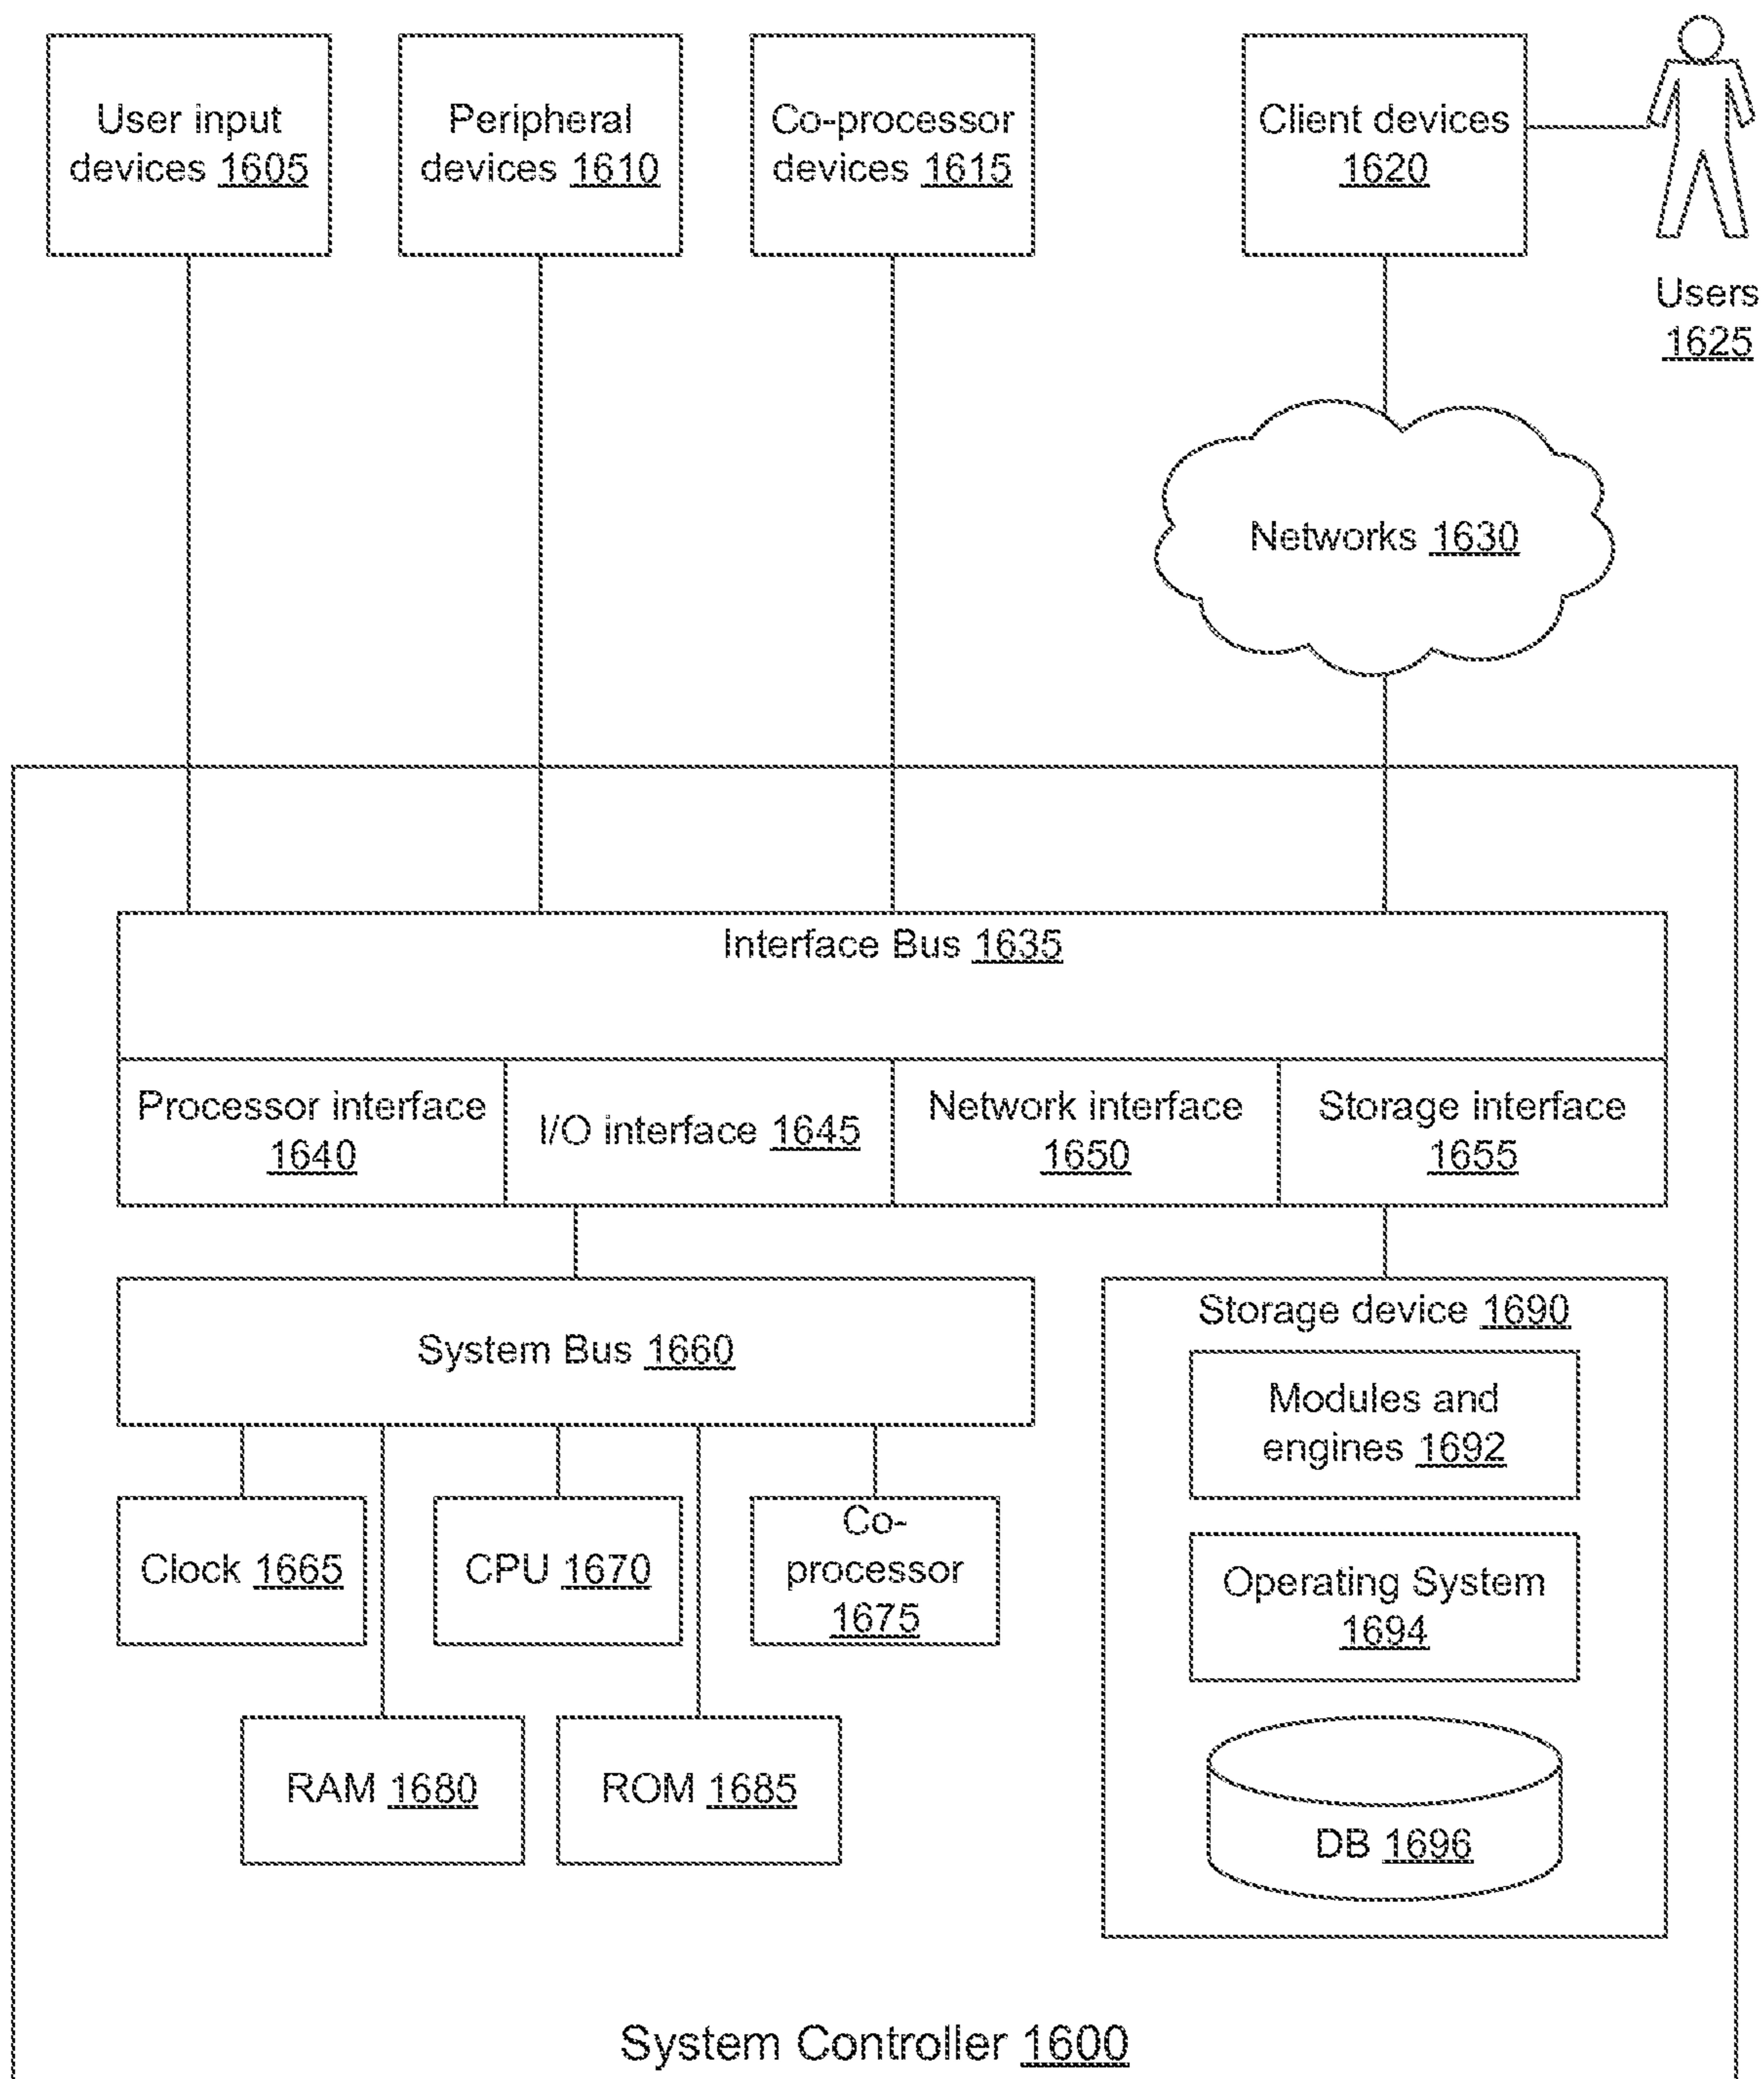 User input
devices 1605
Peripheral
devices 1610
Co-processor
devices 1615
Client devices
1620
Users
1625
Networks 1630
Interface Bus 1635
Processor interface
1640
I/O interface 1645
Network interface
1650
Storage interface
1655
System Bus 1660
Storage device 1690
Modules and
engines 1692
Clock 1665
CPU 1670
Co-
processor
1675
Operating System
1694
RAM 1680
ROM 1685
DB 1696
System Controller 1600